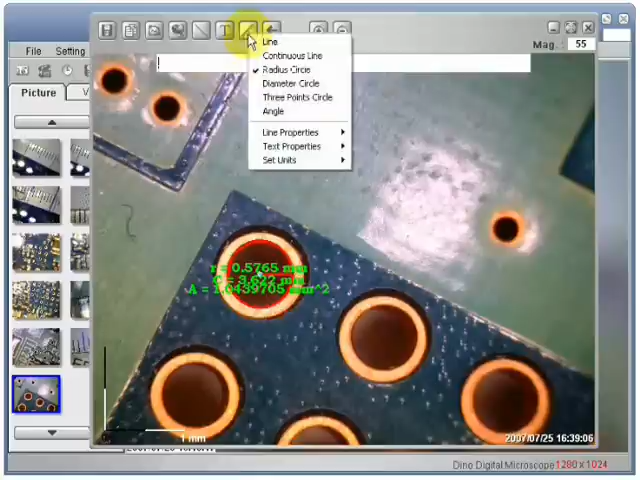 File Setting
Picture V
Mag.: 55
Line
Continuous Line
Radius Circle
Diameter Circle
Three Points Circle
Angle
Line Properties
Text Properties
Set Units
r = 0.5765 mm
A = 1.0439705 mm^2
1 mm
2007/07/25 16:39:06
Dino Digital Microscope 1280 x 1024